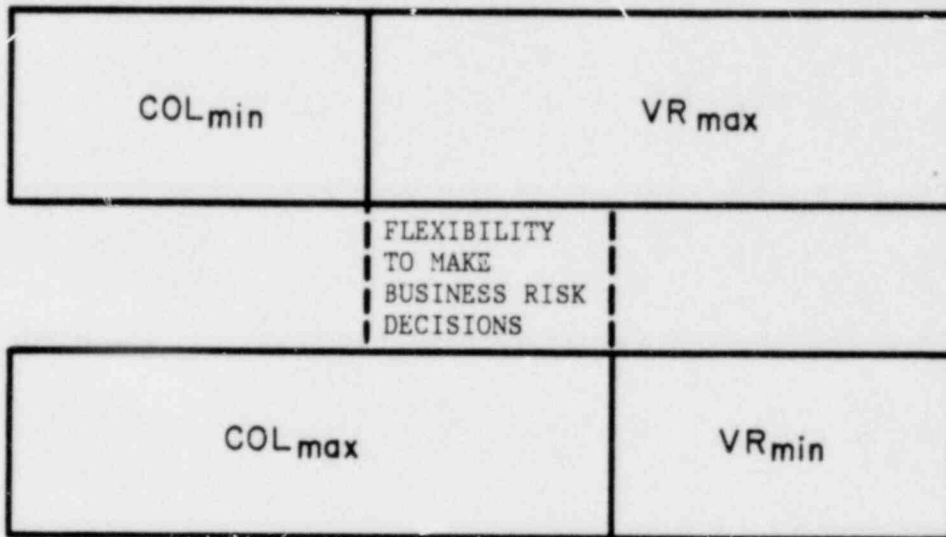 COLmin VRmax
FLEXIBILITY
TO MAKE
BUSINESS RISK
DECISIONS
COLmax VRmin